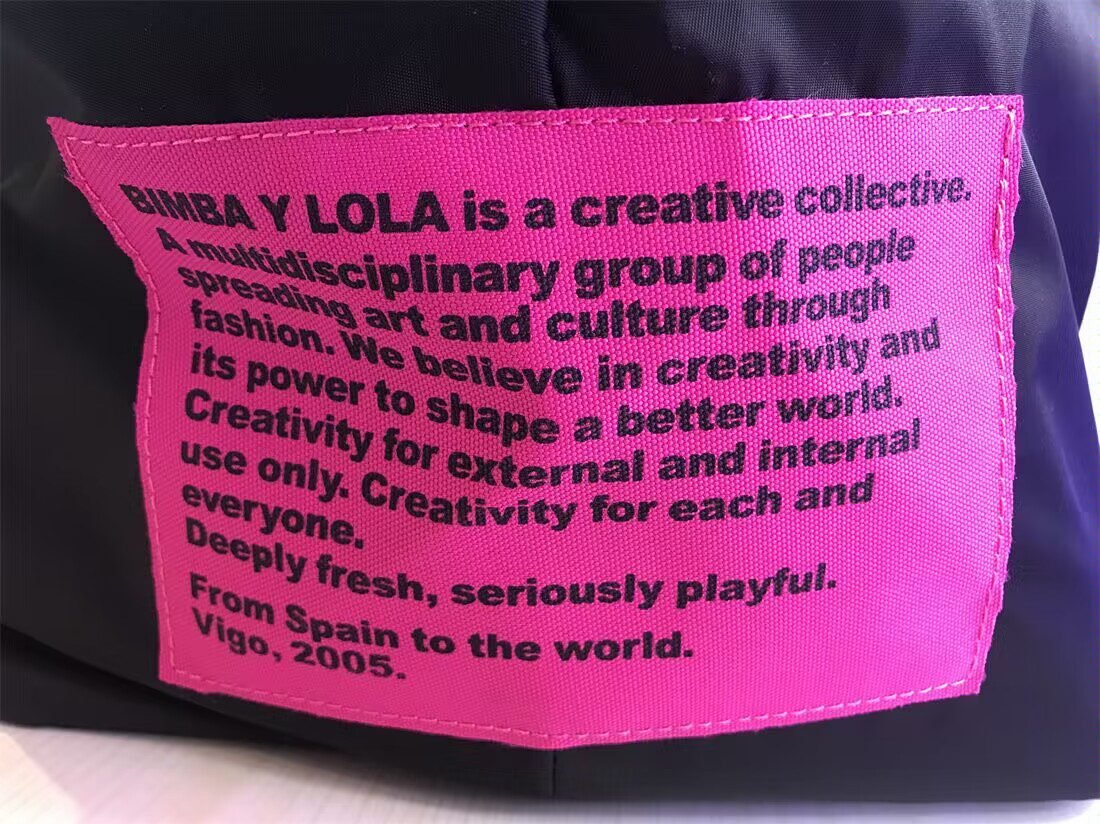 BIMBA Y LOLA is a creative collective.
A multidisciplinary group of people
spreading art and culture through
fashion. We believe in creativity and
its power to shape a better world.
Creativity for external and internal
use only. Creativity for each and
everyone.
Deeply fresh, seriously playful.
From Spain to the world.
Vigo, 2005.